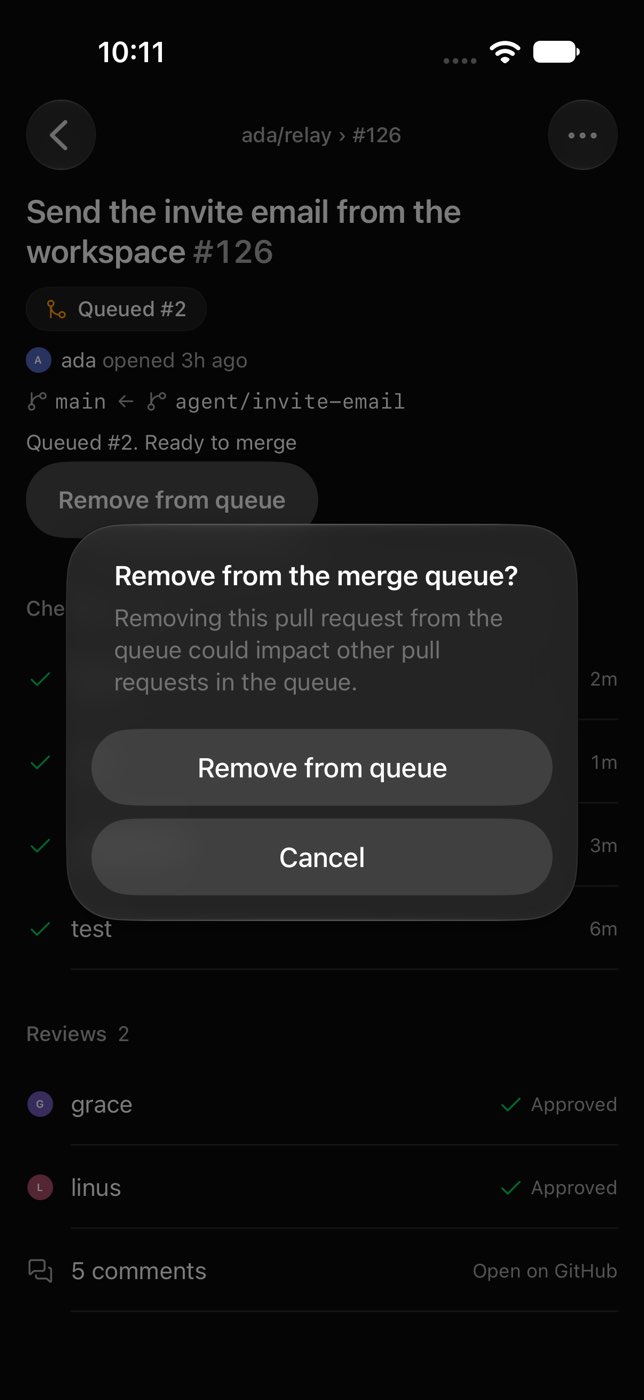 10:11
ada/relay › #126
Send the invite email from the
workspace #126
Queued #2
A ada opened 3h ago
main ← agent/invite-email
Queued #2. Ready to merge
Remove from queue
Remove from the merge queue?
Removing this pull request from the
queue could impact other pull
requests in the queue.
Remove from queue
Cancel
Che
2m
1m
3m
test 6m
Reviews 2
G grace Approved
L linus Approved
5 comments Open on GitHub